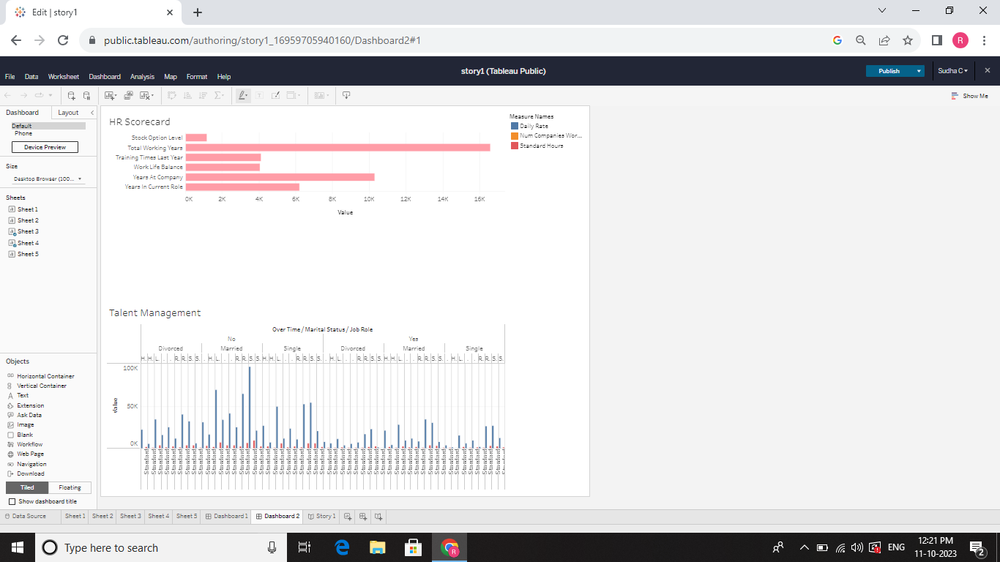 Edit | story1
public.tableau.com/authoring/story1_16959705940160/Dashboard2#1
R
File Data Worksheet Dashboard Analysis Map Format Help
story1 (Tableau Public)
Publish
Sudha C
Show Me
Dashboard Layout
Default
Phone
Device Preview
Size
Desktop Browser (100...
Sheets
Sheet 1
Sheet 2
Sheet 3
Sheet 4
Sheet 5
Objects
Horizontal Container
Vertical Container
Text
Extension
Ask Data
Image
Blank
Workflow
Web Page
Navigation
Download
Tiled Floating
Show dashboard title
HR Scorecard
Stock Option Level
Total Working Years
Training Times Last Year
Work Life Balance
Years At Company
Years In Current Role
0K 2K 4K 6K 8K 10K 12K 14K 16K
Value
Measure Names
Daily Rate
Num Companies Wor...
Standard Hours
Talent Management
Over Time / Marital Status / Job Role
No Yes
Divorced Married Single Divorced Married Single
100K
50K
0K
Value
Data Source Sheet 1 Sheet 2 Sheet 3 Sheet 4 Sheet 5 Dashboard 1 Dashboard 2 Story 1
Type here to search
R
ENG
12:21 PM
11-10-2023
2